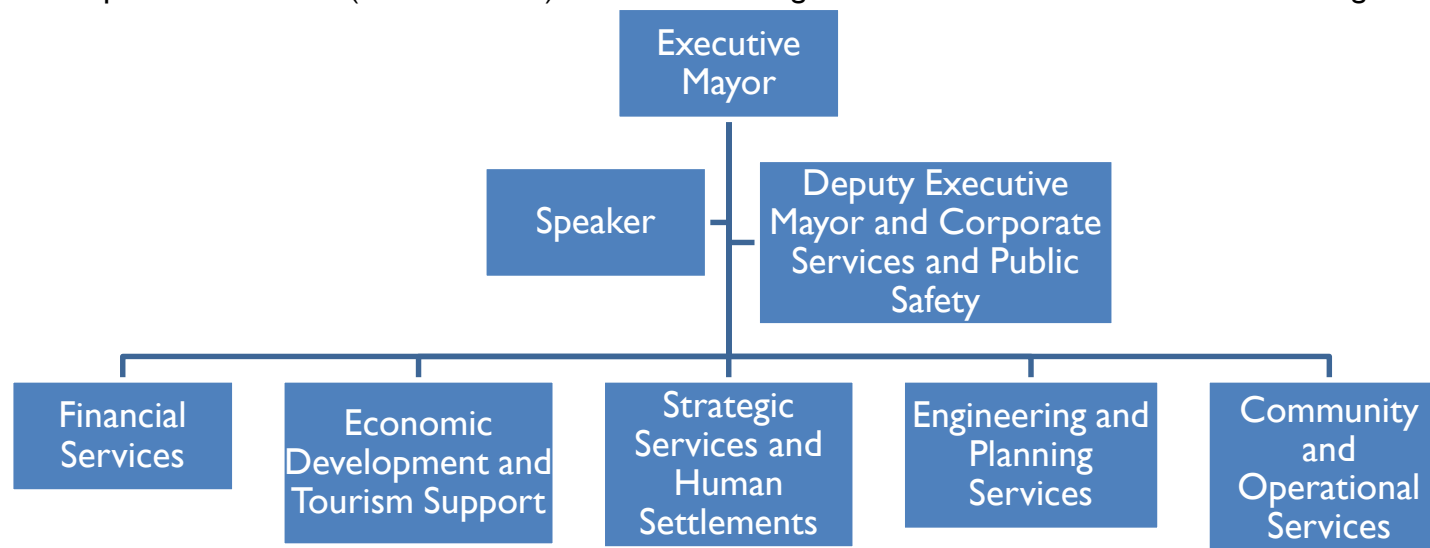 Executive
Mayor
Speaker
Deputy Executive
Mayor and Corporate
Services and Public
Safety
Financial
Services
Economic
Development and
Tourism Support
Strategic
Services and
Human
Settlements
Engineering and
Planning
Services
Community
and
Operational
Services